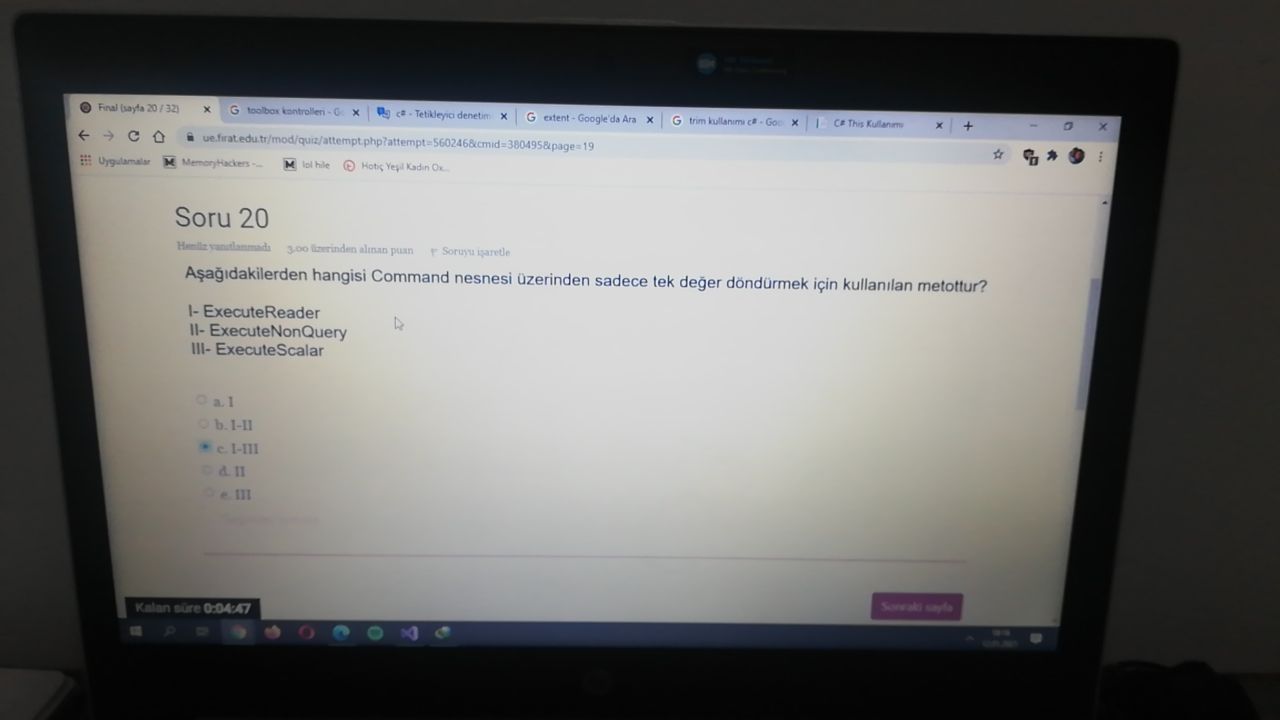 Final (sayfa 20 / 32)
toolbox kontrolleri - Go
c# - Tetikleyici denetim
extent - Google'da Ara
trim kullanımı c# - Goo
C# This Kullanımı
ue.firat.edu.tr/mod/quiz/attempt.php?attempt=560246&cmid=380495&page=19
Uygulamalar
MemoryHackers -...
lol hile
Hotiç Yeşil Kadın Ox...
Soru 20
Henüz yanıtlanmadı 3,00 üzerinden alınan puan Soruyu işaretle
Aşağıdakilerden hangisi Command nesnesi üzerinden sadece tek değer döndürmek için kullanılan metottur?
I- ExecuteReader
II- ExecuteNonQuery
III- ExecuteScalar
a. I
b. I-II
c. I-III
d. II
e. III
Kalan süre 0:04:47
Sonraki sayfa